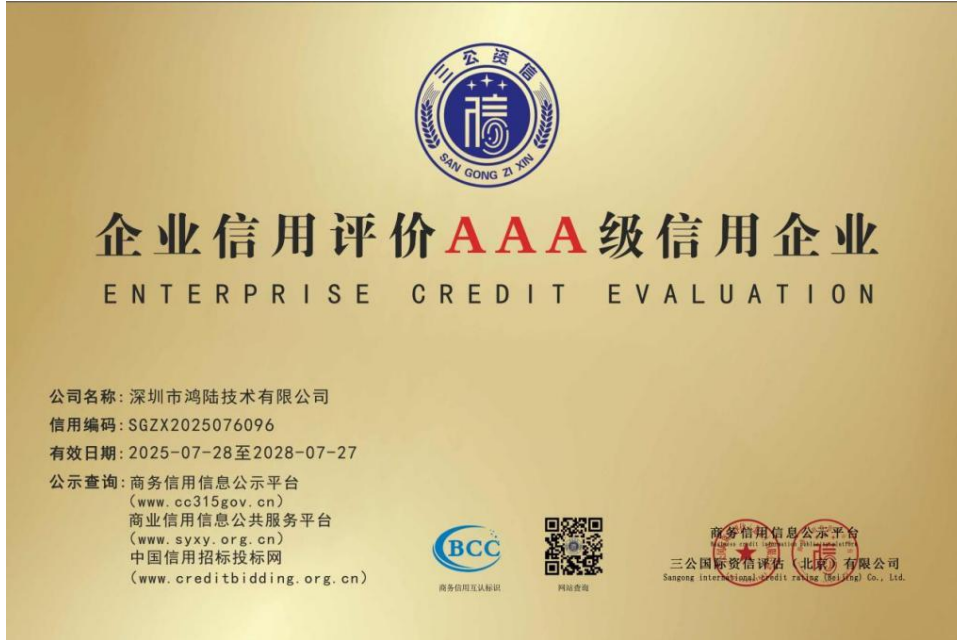 三公资信
信
SAN GONG ZI XIN
企业信用评价AAA级信用企业
ENTERPRISE CREDIT EVALUATION
公司名称：深圳市鸿陆技术有限公司
信用编码：SGZX2025076096
有效日期：2025-07-28至2028-07-27
公示查询：商务信用信息公示平台
(www.cc315gov.cn)
商业信用信息公共服务平台
(www.syxy.org.cn)
中国信用招标投标网
(www.creditbidding.org.cn)
BCC
商务信用互认标识
网站查询
商务信用信息公示平台
Business credit information publicity platform
三公国际资信评估（北京）有限公司
Sangong international credit rating (Beijing) Co., Ltd.